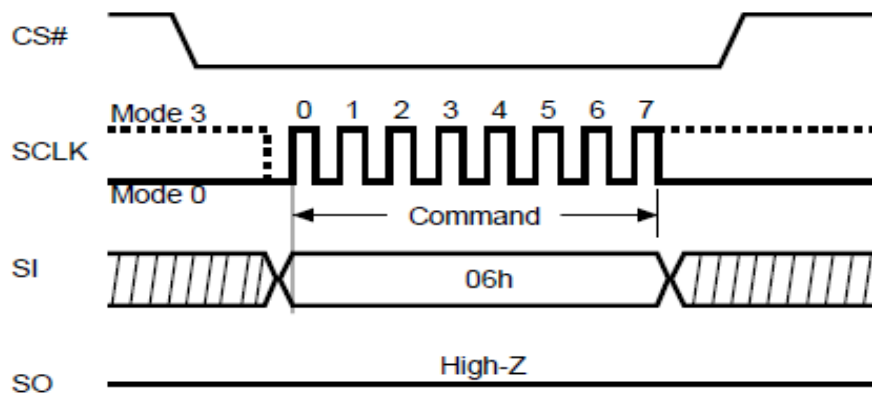 CS#
Mode 3
0 1 2 3 4 5 6 7
SCLK
Mode 0
Command
SI
06h
High-Z
SO